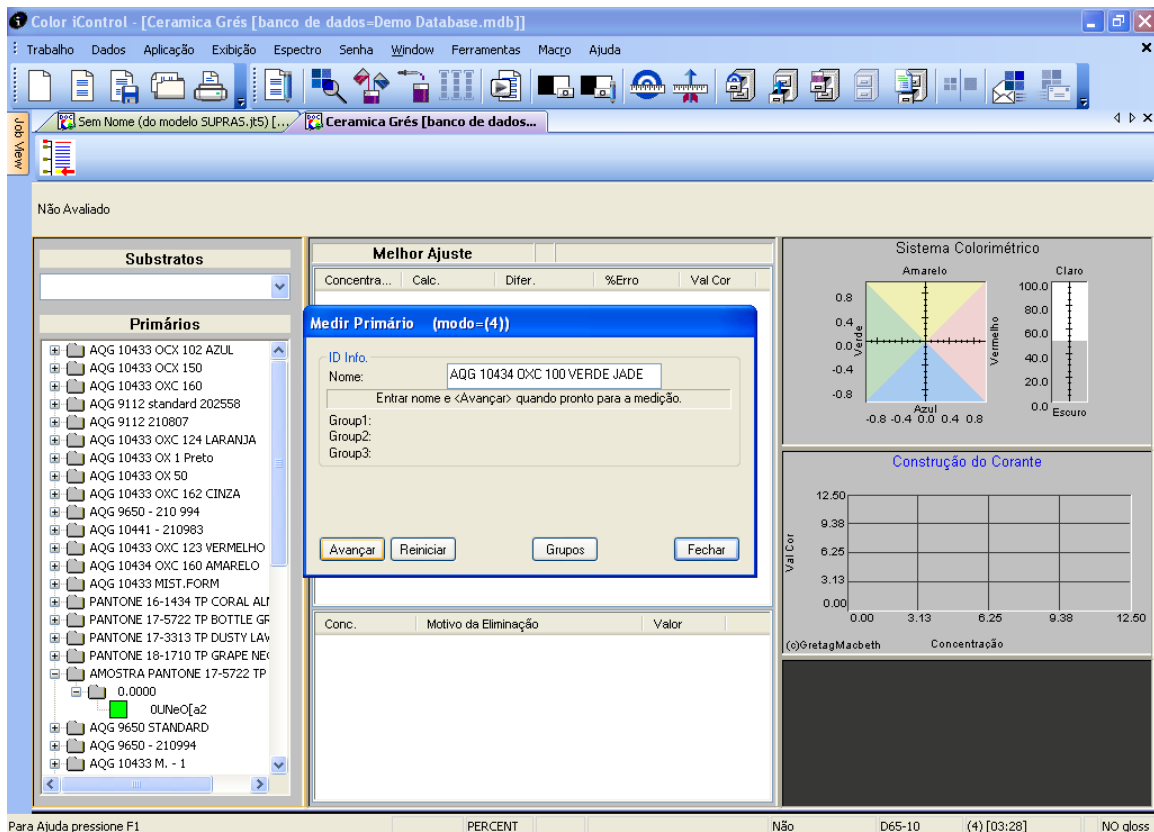 Color iControl - [Ceramica Grés [banco de dados=Demo Database.mdb]]
Trabalho Dados Aplicação Exibição Espectro Senha Window Ferramentas Macro Ajuda
Job View
Sem Nome (do modelo SUPRAS.jt5) [...
Ceramica Grés [banco de dados...
Não Avaliado
Substratos
Primários
AQG 10433 OCX 102 AZUL
AQG 10433 OCX 150
AQG 10433 OXC 160
AQG 9112 standard 202558
AQG 9112 210807
AQG 10433 OXC 124 LARANJA
AQG 10433 OX 1 Preto
AQG 10433 OX 50
AQG 10433 OXC 162 CINZA
AQG 9650 - 210 994
AQG 10441 - 210983
AQG 10433 OXC 123 VERMELHO
AQG 10434 OXC 160 AMARELO
AQG 10433 MIST.FORM
PANTONE 16-1434 TP CORAL AL
PANTONE 17-5722 TP BOTTLE GR
PANTONE 17-3313 TP DUSTY LAV
PANTONE 18-1710 TP GRAPE NE
AMOSTRA PANTONE 17-5722 TP
0.0000
0UNeO[a2
AQG 9650 STANDARD
AQG 9650 - 210994
AQG 10433 M. - 1
Melhor Ajuste
Concentra... Calc. Difer. %Erro Val Cor
Medir Primário (modo=(4))
ID Info.
Nome: AQG 10434 OXC 100 VERDE JADE
Entrar nome e <Avançar> quando pronto para a medição.
Group1:
Group2:
Group3:
Avançar Reiniciar Grupos Fechar
Conc. Motivo da Eliminação Valor
Sistema Colorimétrico
Amarelo
Claro
0.8
0.4
0.0
-0.4
-0.8
Verde
Vermelho
Azul
-0.8 -0.4 0.0 0.4 0.8
100.0
80.0
60.0
40.0
20.0
0.0
Escuro
Construção do Corante
12.50
9.38
6.25
3.13
0.00
Val Cor
0.00 3.13 6.25 9.38 12.50
(c)GretagMacbeth Concentração
Para Ajuda pressione F1 PERCENT Não D65-10 (4) [03:28] NO gloss